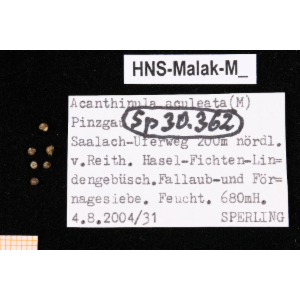 HNS-Malak-M_
Acanthinula aculeata(M)
Sp 30.362
Saalach-Uferweg 200m nördl.
v.Reith. Hasel-Fichten-Lin=
dengebüsch.Fallaub-und För=
nagesiebe. Feucht. 680mH.
4.8.2004/31 SPERLING